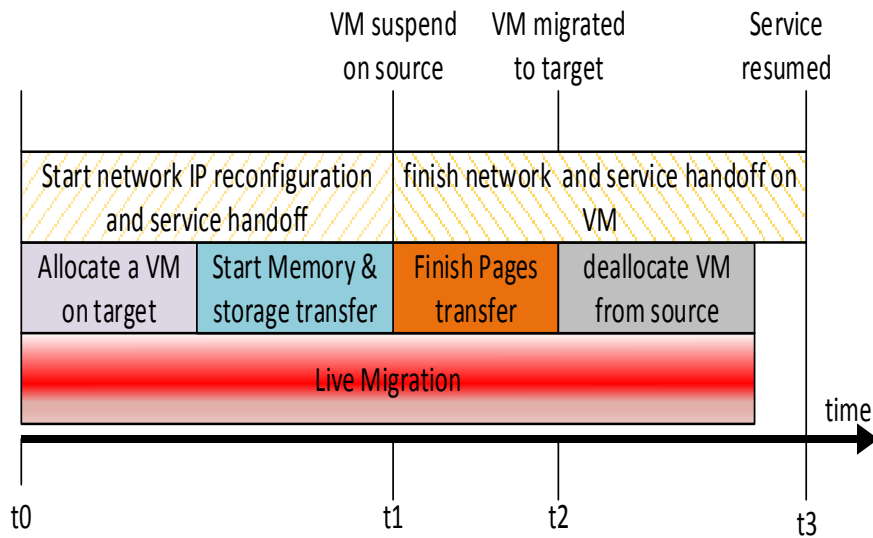 VM suspend
on source
VM migrated
to target
Service
resumed
Start network IP reconfiguration
and service handoff
finish network and service handoff on
VM
Allocate a VM
on target
Start Memory &
storage transfer
Finish Pages
transfer
deallocate VM
from source
Live Migration
time
t0
t1
t2
t3